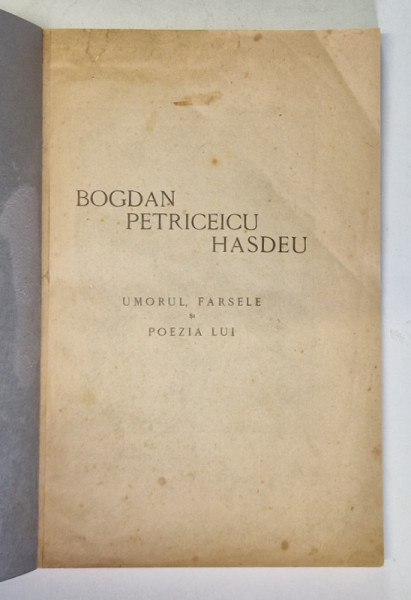 BOGDAN
PETRICEICU
HASDEU
UMORUL, FARSELE
ȘI
POEZIA LUI